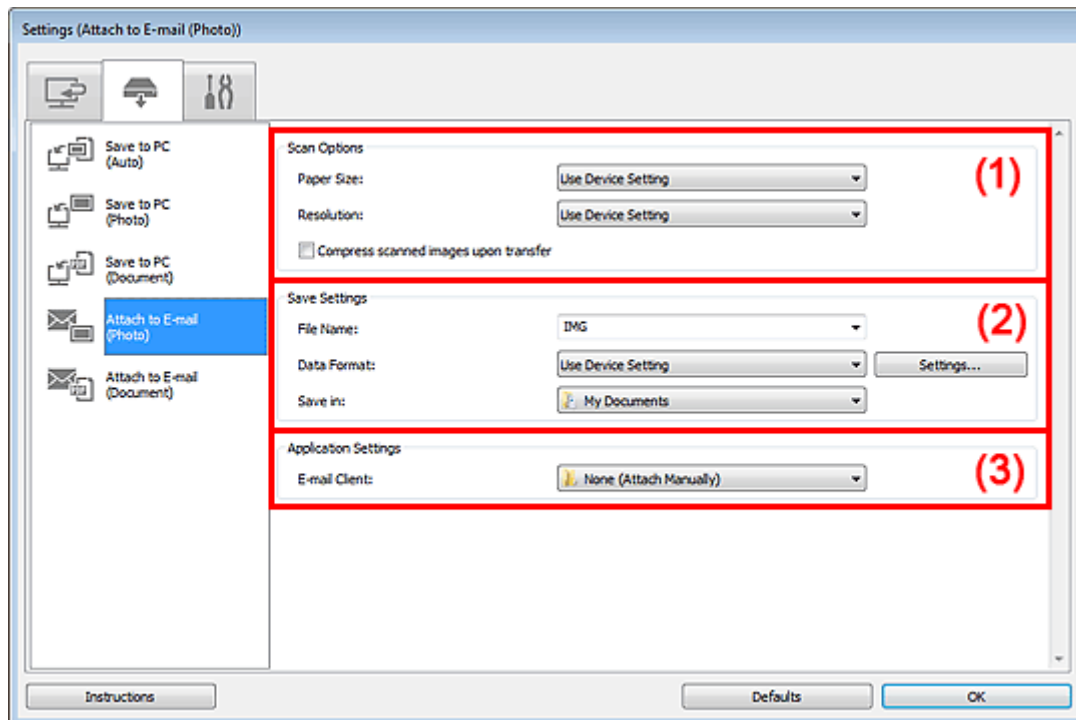 Settings (Attach to E-mail (Photo))
Save to PC
(Auto)
Save to PC
(Photo)
Save to PC
(Document)
Attach to E-mail
(Photo)
Attach to E-mail
(Document)
Scan Options
(1)
Paper Size:
Use Device Setting
Resolution:
Use Device Setting
Compress scanned images upon transfer
Save Settings
(2)
File Name:
IMG
Data Format:
Use Device Setting
Settings...
Save in:
My Documents
Application Settings
(3)
E-mail Client:
None (Attach Manually)
Instructions
Defaults
OK